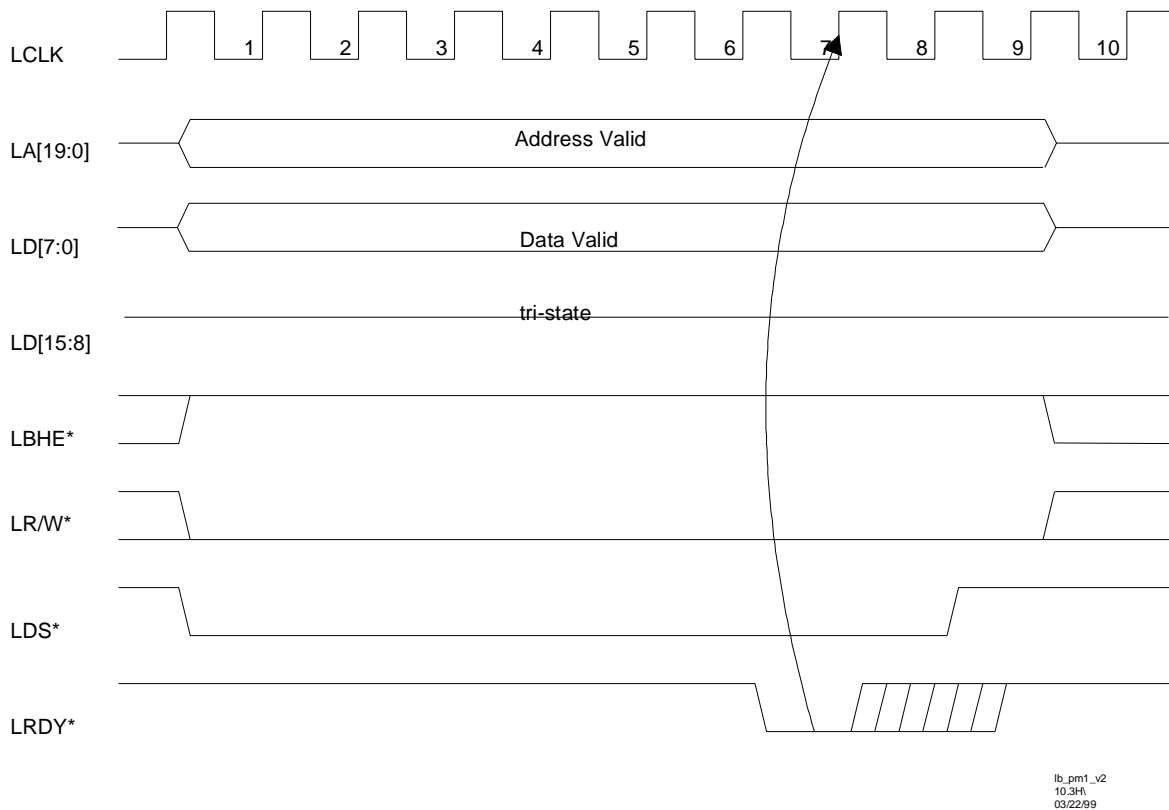 LCLK
1 2 3 4 5 6 7 8 9 10
LA[19:0]
Address Valid
LD[7:0]
Data Valid
LD[15:8]
tri-state
LBHE*
LR/W*
LDS*
LRDY*
lb_pm1_v2
10.3H\
03/22/99